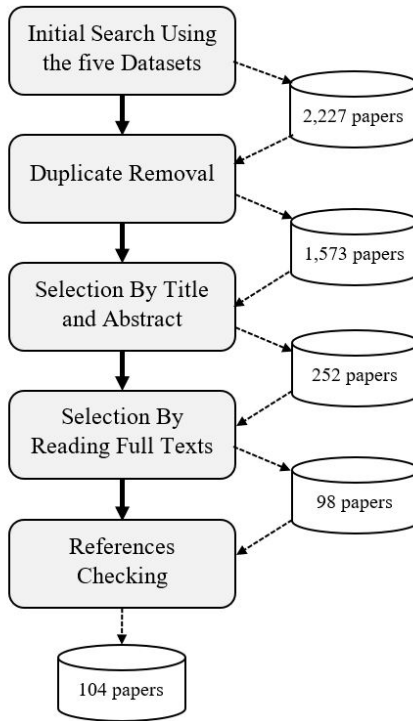 Initial Search Using
the five Datasets
2,227 papers
Duplicate Removal
1,573 papers
Selection By Title
and Abstract
252 papers
Selection By
Reading Full Texts
98 papers
References
Checking
104 papers